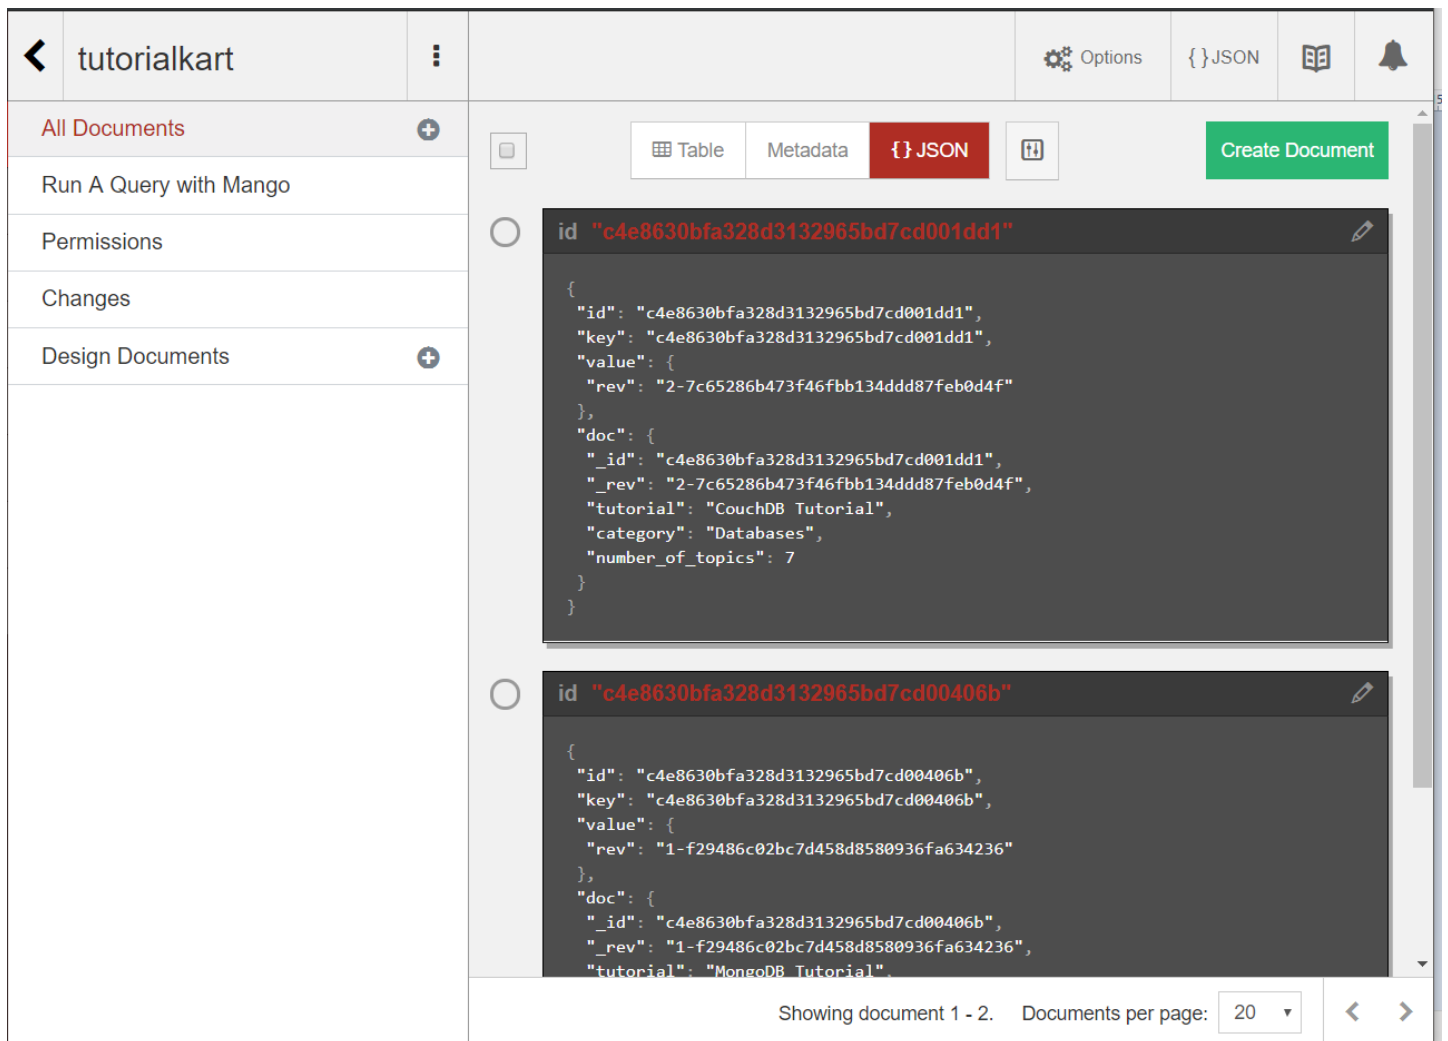 tutorialkart
Options
{ } JSON
All Documents
Run A Query with Mango
Permissions
Changes
Design Documents
Table
Metadata
{ } JSON
Create Document
id "c4e8630bfa328d3132965bd7cd001dd1"
{
"id": "c4e8630bfa328d3132965bd7cd001dd1",
"key": "c4e8630bfa328d3132965bd7cd001dd1",
"value": {
"rev": "2-7c65286b473f46fbb134ddd87feb0d4f"
},
"doc": {
"_id": "c4e8630bfa328d3132965bd7cd001dd1",
"_rev": "2-7c65286b473f46fbb134ddd87feb0d4f",
"tutorial": "CouchDB Tutorial",
"category": "Databases",
"number_of_topics": 7
}
}
id "c4e8630bfa328d3132965bd7cd00406b"
{
"id": "c4e8630bfa328d3132965bd7cd00406b",
"key": "c4e8630bfa328d3132965bd7cd00406b",
"value": {
"rev": "1-f29486c02bc7d458d8580936fa634236"
},
"doc": {
"_id": "c4e8630bfa328d3132965bd7cd00406b",
"_rev": "1-f29486c02bc7d458d8580936fa634236",
"tutorial": "MongoDB Tutorial",
Showing document 1 - 2.
Documents per page: 20